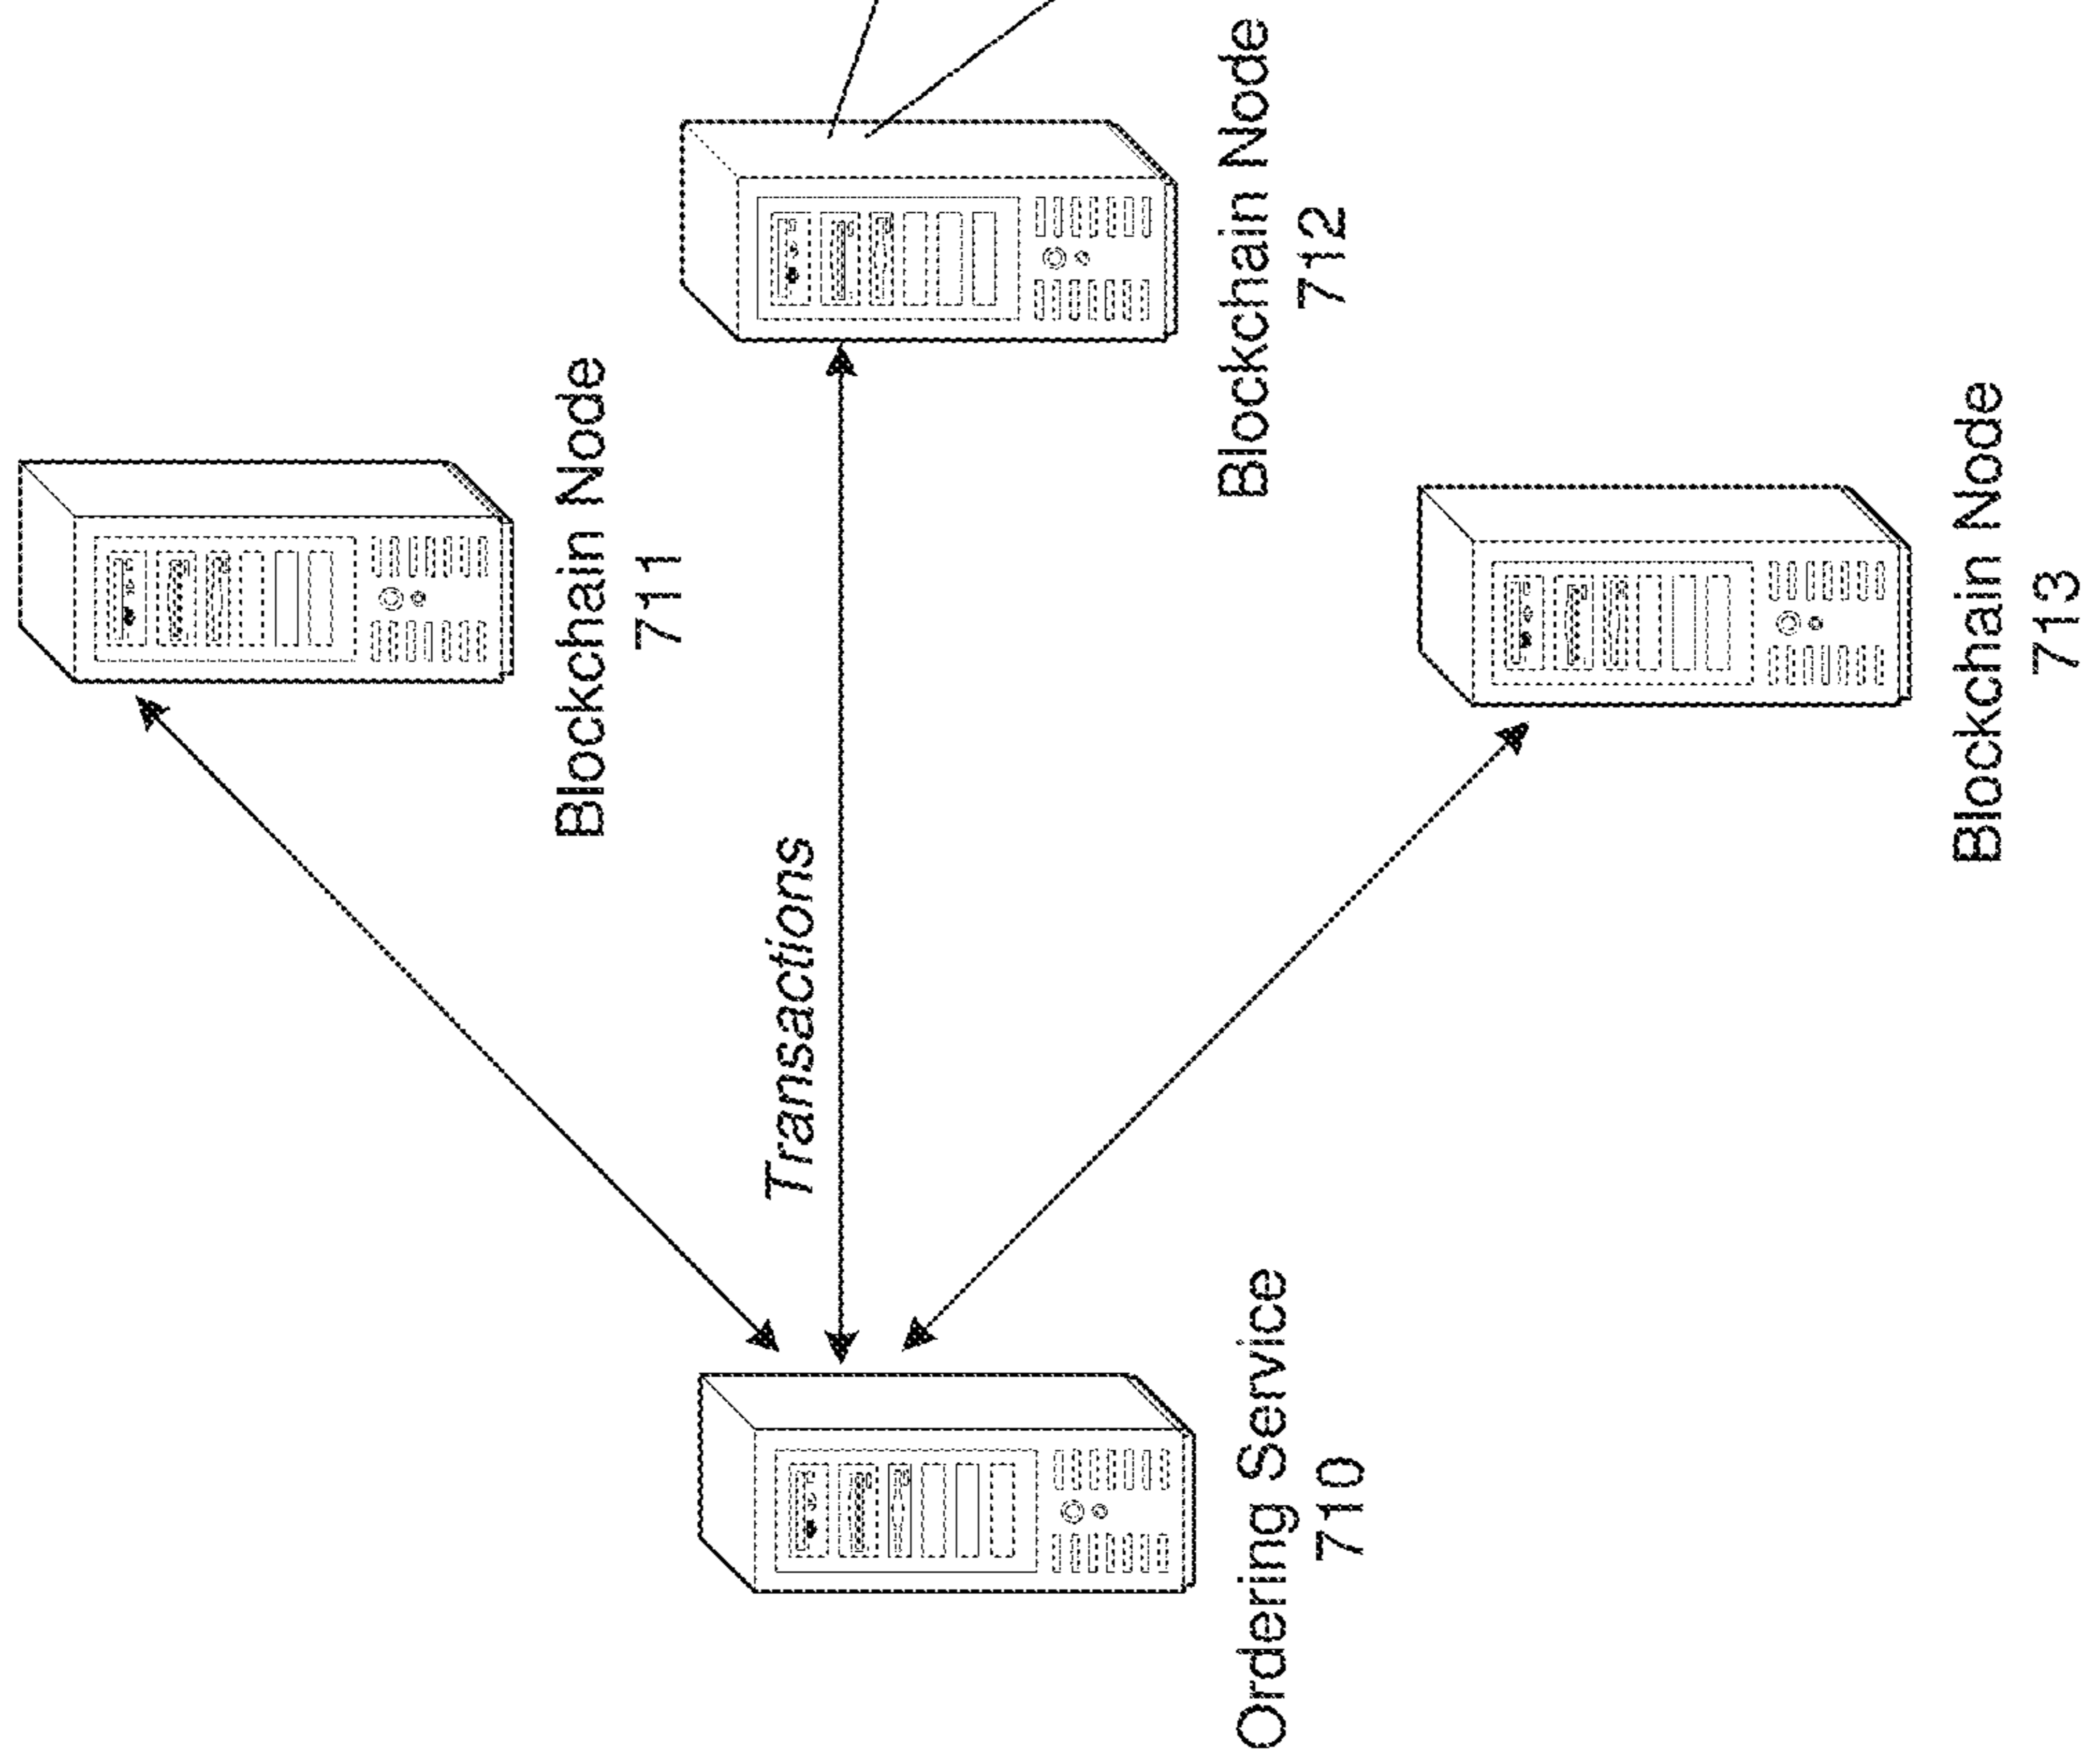 Blockchain Node
711
Transactions
Ordering Service
710
Blockchain Node
712
Blockchain Node
713